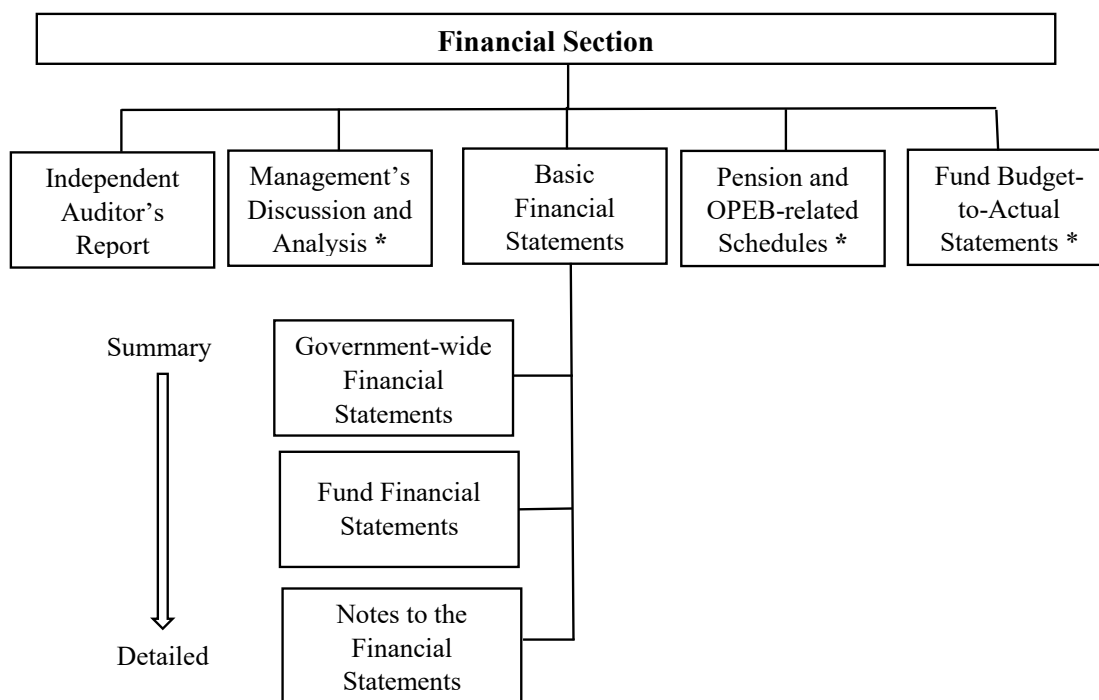 Financial Section
Independent
Auditor’s
Report
Management’s
Discussion and
Analysis *
Basic
Financial
Statements
Pension and
OPEB-related
Schedules *
Fund Budget-
to-Actual
Statements *
Summary
Government-wide
Financial
Statements
Fund Financial
Statements
Notes to the
Financial
Statements
Detailed